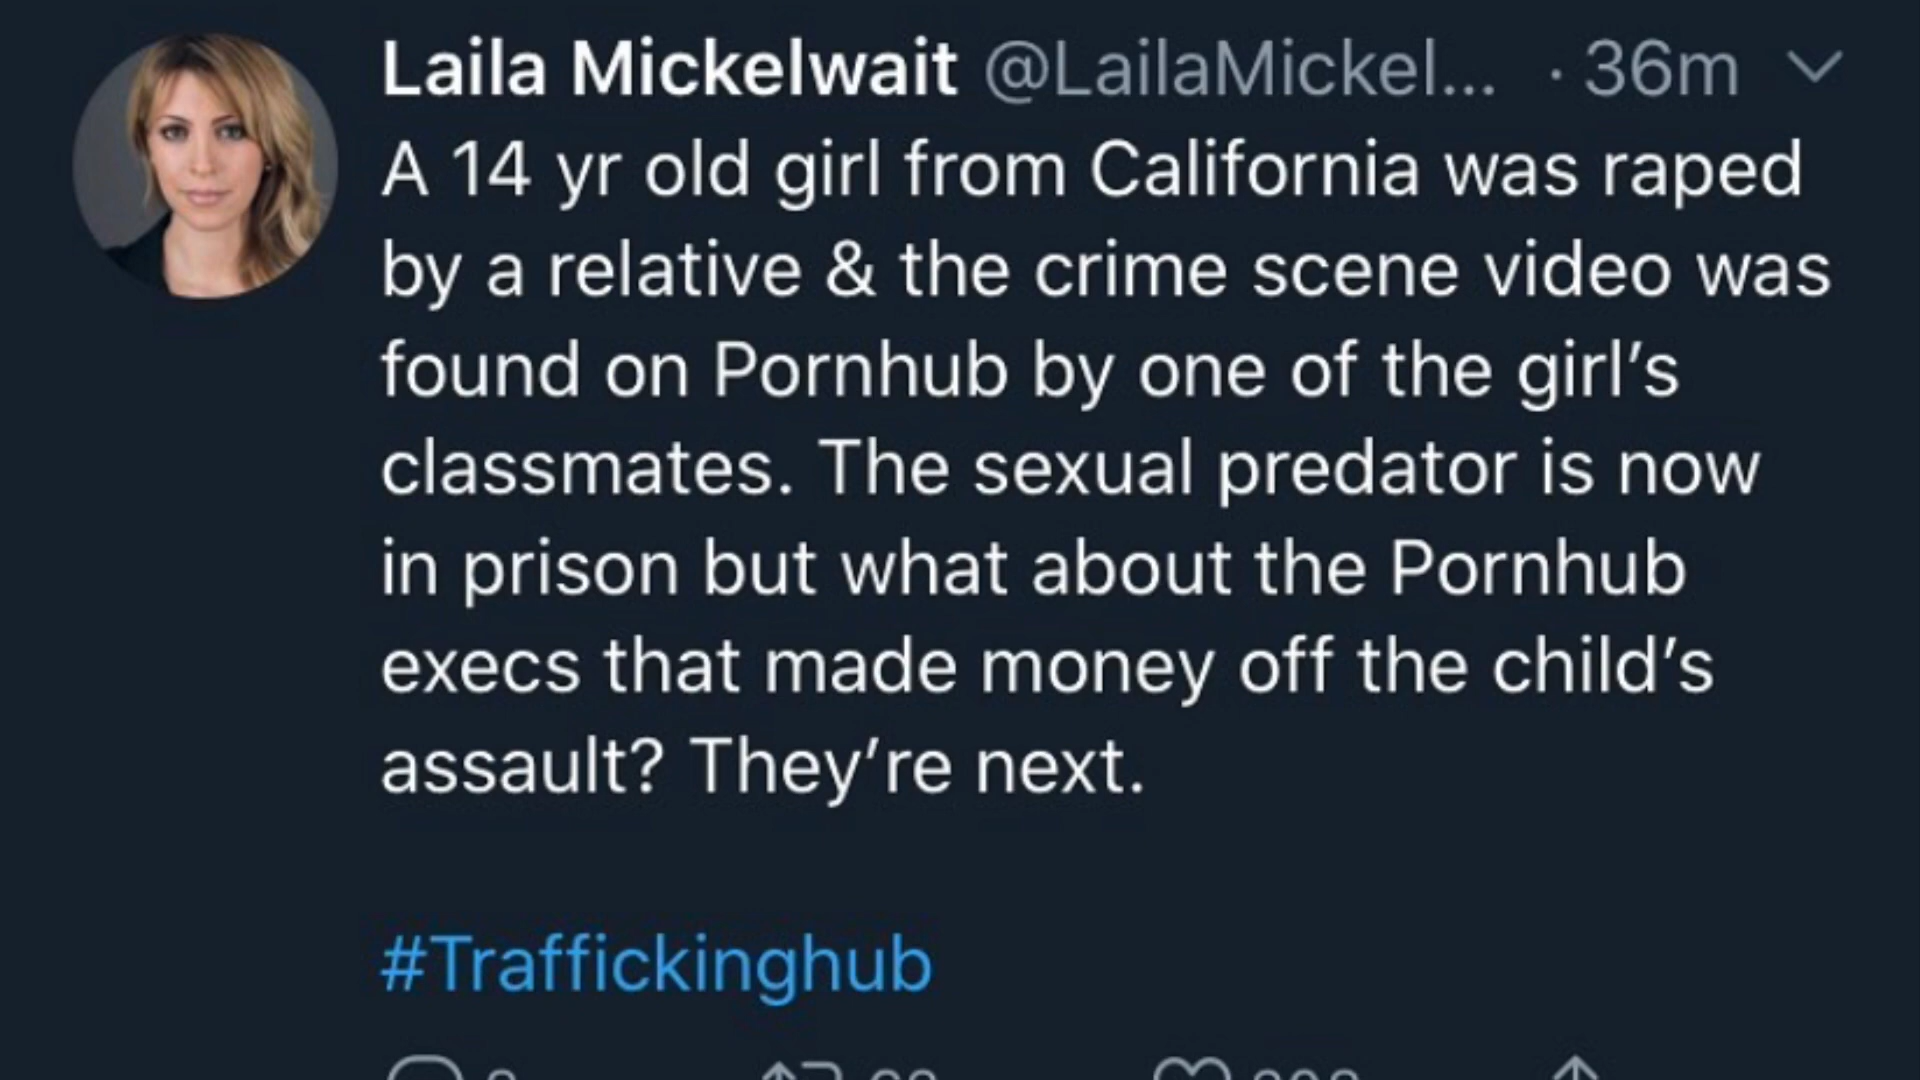 Laila Mickelwait @LailaMickel... · 36m
A 14 yr old girl from California was raped
by a relative & the crime scene video was
found on Pornhub by one of the girl’s
classmates. The sexual predator is now
in prison but what about the Pornhub
execs that made money off the child’s
assault? They’re next.
#Traffickinghub